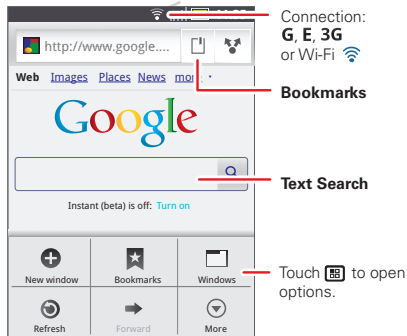 Connection:
G, E, 3G
or Wi-Fi
http://www.google....
Bookmarks
Web Images Places News
Google
Text Search
Instant (beta) is off: Turn on
New window Bookmarks Windows
Touch to open
options.
Refresh Forward More